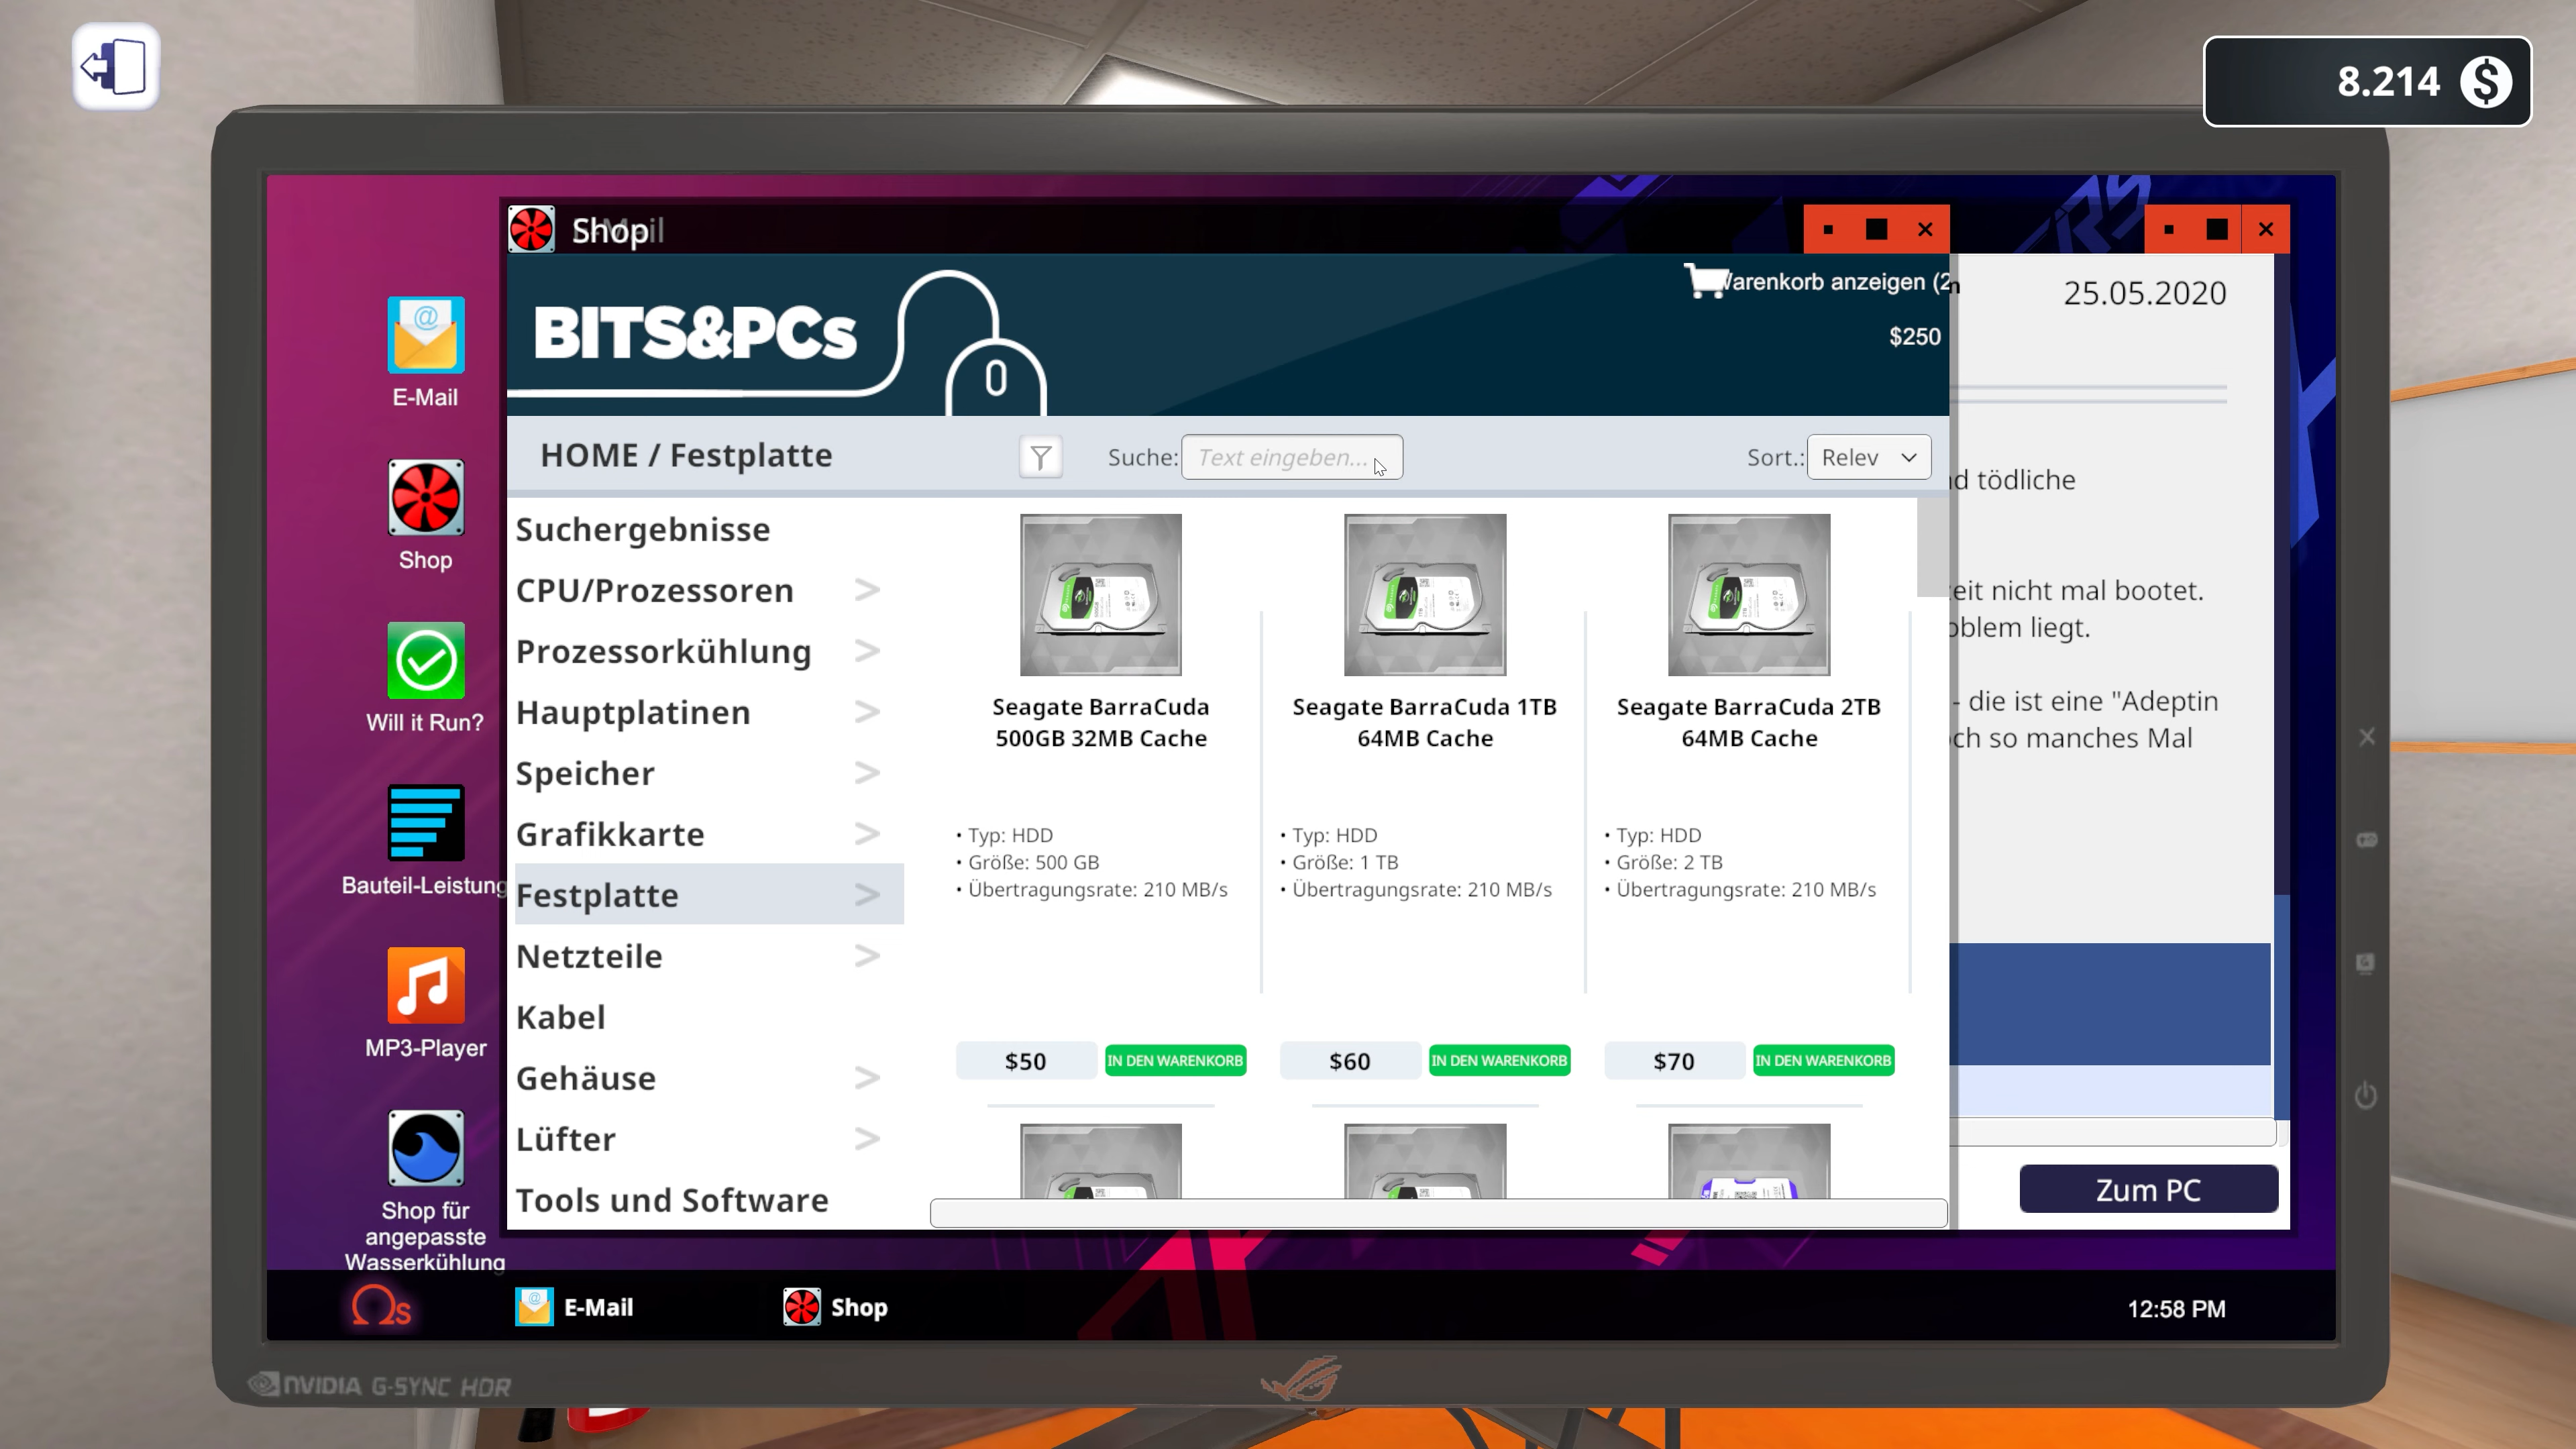 8.214
Shop
BITS&PCs
arenkorb anzeigen (2
$250
25.05.2020
HOME / Festplatte
Suche:
Text eingeben...
Sort.:
Relev
E-Mail
Shop
Will it Run?
Bauteil-Leistung
MP3-Player
Shop für
angepasste
Wasserkühlung
Suchergebnisse
CPU/Prozessoren >
Prozessorkühlung >
Hauptplatinen >
Speicher >
Grafikkarte >
Festplatte >
Netzteile >
Kabel
Gehäuse >
Lüfter >
Tools und Software
Seagate BarraCuda
500GB 32MB Cache
• Typ: HDD
• Größe: 500 GB
• Übertragungsrate: 210 MB/s
$50
IN DEN WARENKORB
Seagate BarraCuda 1TB
64MB Cache
• Typ: HDD
• Größe: 1 TB
• Übertragungsrate: 210 MB/s
$60
IN DEN WARENKORB
Seagate BarraCuda 2TB
64MB Cache
• Typ: HDD
• Größe: 2 TB
• Übertragungsrate: 210 MB/s
$70
IN DEN WARENKORB
d tödliche
eit nicht mal bootet.
blem liegt.
- die ist eine "Adeptin
ch so manches Mal
Zum PC
E-Mail
Shop
12:58 PM
NVIDIA G-SYNC HDR